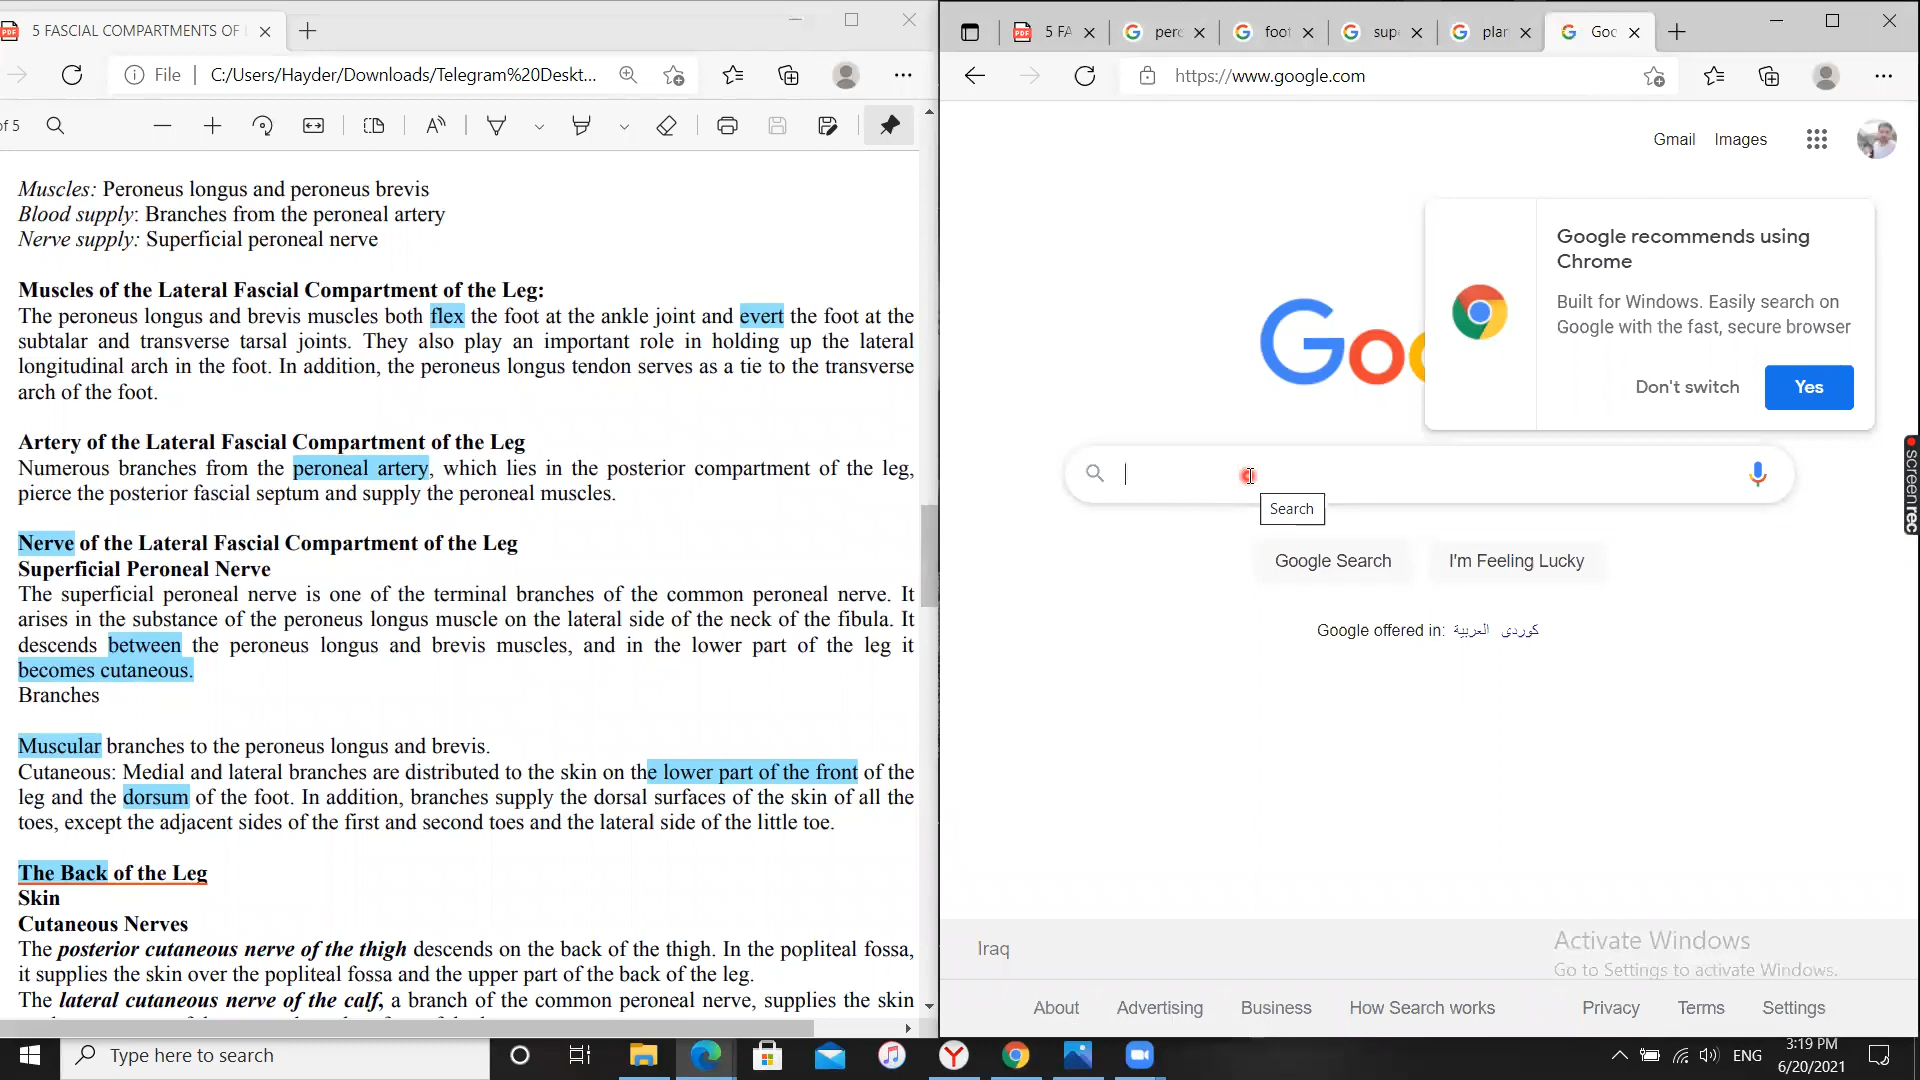 5 FASCIAL COMPARTMENTS OF
File
C:/Users/Hayder/Downloads/Telegram%20Deskt...
of 5
Muscles: Peroneus longus and peroneus brevis
Blood supply: Branches from the peroneal artery
Nerve supply: Superficial peroneal nerve
Muscles of the Lateral Fascial Compartment of the Leg:
The peroneus longus and brevis muscles both flex the foot at the ankle joint and evert the foot at the
subtalar and transverse tarsal joints. They also play an important role in holding up the lateral
longitudinal arch in the foot. In addition, the peroneus longus tendon serves as a tie to the transverse
arch of the foot.
Artery of the Lateral Fascial Compartment of the Leg
Numerous branches from the peroneal artery, which lies in the posterior compartment of the leg,
pierce the posterior fascial septum and supply the peroneal muscles.
Nerve of the Lateral Fascial Compartment of the Leg
Superficial Peroneal Nerve
The superficial peroneal nerve is one of the terminal branches of the common peroneal nerve. It
arises in the substance of the peroneus longus muscle on the lateral side of the neck of the fibula. It
descends between the peroneus longus and brevis muscles, and in the lower part of the leg it
becomes cutaneous.
Branches
Muscular branches to the peroneus longus and brevis.
Cutaneous: Medial and lateral branches are distributed to the skin on the lower part of the front of the
leg and the dorsum of the foot. In addition, branches supply the dorsal surfaces of the skin of all the
toes, except the adjacent sides of the first and second toes and the lateral side of the little toe.
The Back of the Leg
Skin
Cutaneous Nerves
The posterior cutaneous nerve of the thigh descends on the back of the thigh. In the popliteal fossa,
it supplies the skin over the popliteal fossa and the upper part of the back of the leg.
The lateral cutaneous nerve of the calf, a branch of the common peroneal nerve, supplies the skin
PDF 5 FA
perc
foot
supe
plan
Goo
https://www.google.com
Gmail Images
Google recommends using
Chrome
Built for Windows. Easily search on
Google with the fast, secure browser
Don't switch Yes
Goo
Search
Google Search I'm Feeling Lucky
Google offered in: العربية كوردی
Iraq
Activate Windows
Go to Settings to activate Windows.
About Advertising Business How Search works Privacy Terms Settings
screenrec
Type here to search
ENG
3:19 PM
6/20/2021